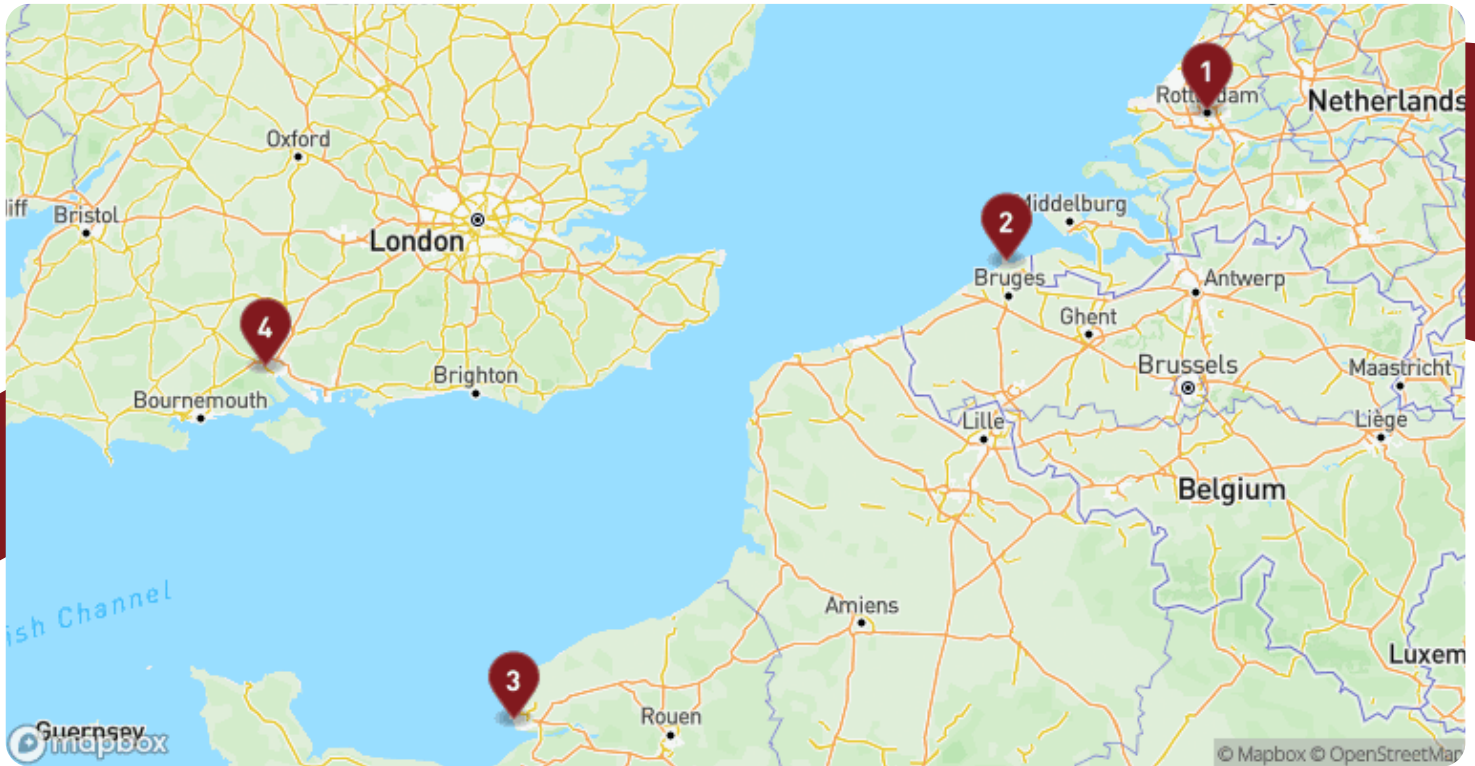 1
Rotterdam
Netherlands
Oxford
iff
Bristol
London
2
Middelburg
Bruges
Antwerp
4
Ghent
Brussels
Maastricht
Bournemouth
Brighton
Lille
Liège
Belgium
ish Channel
Amiens
Luxem
3
Rouen
Guernsey
mapbox
© Mapbox © OpenStreetMap